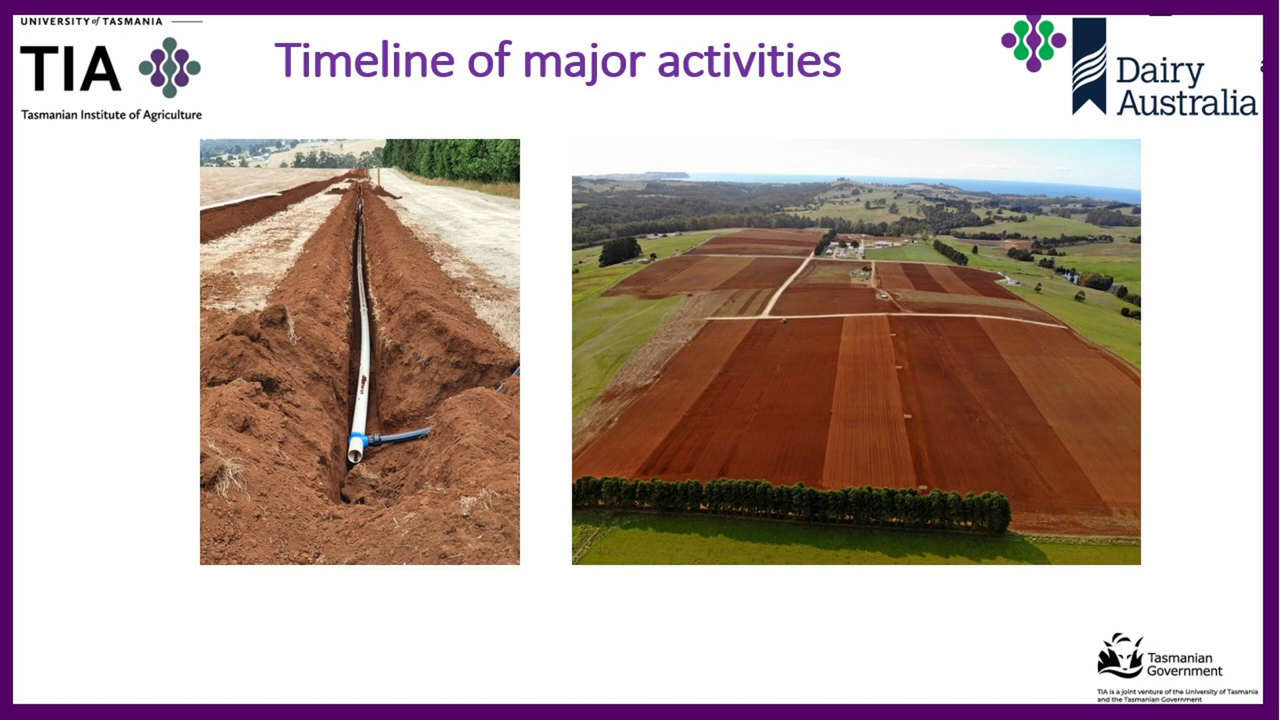 UNIVERSITY of TASMANIA
TIA
Tasmanian Institute of Agriculture
Timeline of major activities
Dairy
Australia
Tasmanian
Government
TIA is a joint venture of the University of Tasmania
and the Tasmanian Government